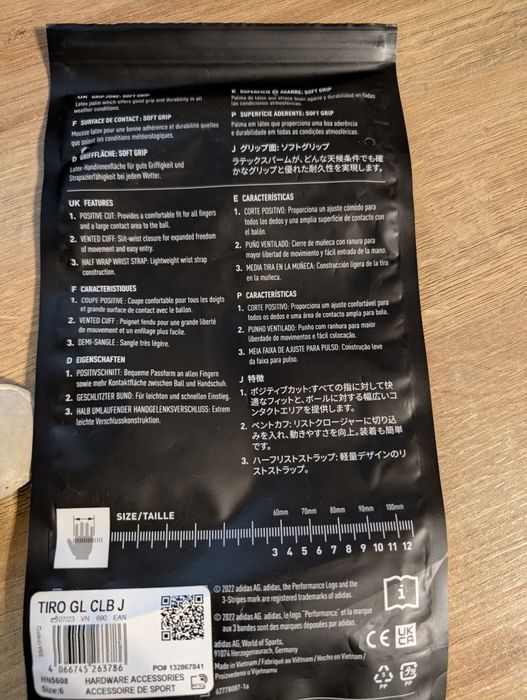 UK GRIP ZONE: SOFT GRIP
Latex palm which offers good grip and durability in all
weather conditions.
F SURFACE DE CONTACT: SOFT GRIP
Mousse latex pour une bonne adhérence et durabilité quelles
que soient les conditions météorologiques.
D GRIFFFLÄCHE: SOFT GRIP
Latex-Handinnenfläche für gute Griffigkeit und
Strapazierfähigkeit bei jedem Wetter.
E SUPERFICIE DE AGARRE: SOFT GRIP
Palma de látex que ofrece buen agarre y durabilidad en todas
las condiciones atmosféricas.
P SUPERFÍCIE ADERENTE: SOFT GRIP
Palma em látex que proporciona uma boa aderência
e durabilidade em todas as condições atmosféricas.
J グリップ面: ソフトグリップ
ラテックスパームが、どんな天候条件でも確
かなグリップと優れた耐久性を実現します。
UK FEATURES
1. POSITIVE CUT: Provides a comfortable fit for all fingers
and a large contact area to the ball.
2. VENTED CUFF: Slit-wrist closure for expanded freedom
of movement and easy entry.
3. HALF WRAP WRIST STRAP: Lightweight wrist strap
construction.
F CARACTERISTIQUES
1. COUPE POSITIVE : Coupe confortable pour tous les doigts
et grande surface de contact avec le ballon.
2. VENTED CUFF : Poignet fendu pour une grande liberté
de mouvement et un enfilage plus facile.
3. DEMI-SANGLE : Sangle très légère.
D EIGENSCHAFTEN
1. POSITIVSCHNITT: Bequeme Passform an allen Fingern
sowie mehr Kontaktfläche zwischen Ball und Handschuh.
2. GESCHLITZTER BUND: Für leichten und schnellen Einstieg.
3. HALB UMLAUFENDER HANDGELENKSVERSCHLUSS: Extrem
leichte Verschlusskonstruktion.
E CARACTERÍSTICAS
1. CORTE POSITIVO: Proporciona un ajuste cómodo para
todos los dedos y una amplia superficie de contacto con
el balón.
2. PUÑO VENTILADO: Cierre de muñeca con ranura para
mayor libertad de movimiento y fácil entrada de la mano.
3. MEDIA TIRA EN LA MUÑECA: Construcción ligera de la tira
en la muñeca.
P CARACTERÍSTICAS
1. CORTE POSITIVO: Proporciona um ajuste confortável para
todos os dedos e uma área de contacto ampla para bola.
2. PUNHO VENTILADO: Punho com ranhura para maior
liberdade de movimentos e fácil colocação.
3. MEIA FAIXA DE AJUSTE PARA PULSO: Construção leve
da faixa para pulso.
J 特徴
1. ポジティブカット:すべての指に対して快
適なフィットと、ボールに対する幅広いコ
ンタクトエリアを提供します。
2. ベントカフ: リストクロージャーに切り込
みを入れ、動きやすさを向上。装着も簡単
です。
3. ハーフリストストラップ: 軽量デザインのリ
ストストラップ。
SIZE/TAILLE
60mm 70mm 80mm 90mm 100mm
3 4 5 6 7 8 9 10 11 12
TIRO GL CLB J
07/23 VN 690 EAN
4 066745 263786
PO# 132867841
HN5608 HARDWARE ACCESSORIES
Size:6 ACCESSOIRE DE SPORT
© 2022 adidas AG. adidas, the Performance Logo and the
3-Stripes mark are registered trademarks of adidas.
© 2022 adidas AG. adidas, le logo "Performance" et la marque
aux 3 bandes sont des marques déposées par adidas.
adidas AG, World of Sports,
91074 Herzogenaurach, Germany
Made in Vietnam / Fabriqué au Viêtnam / Hecho en Vietnam /
Proizvedeno u Vijetnamu
62778087-1a
i
CE
UK
CA
PP
PP